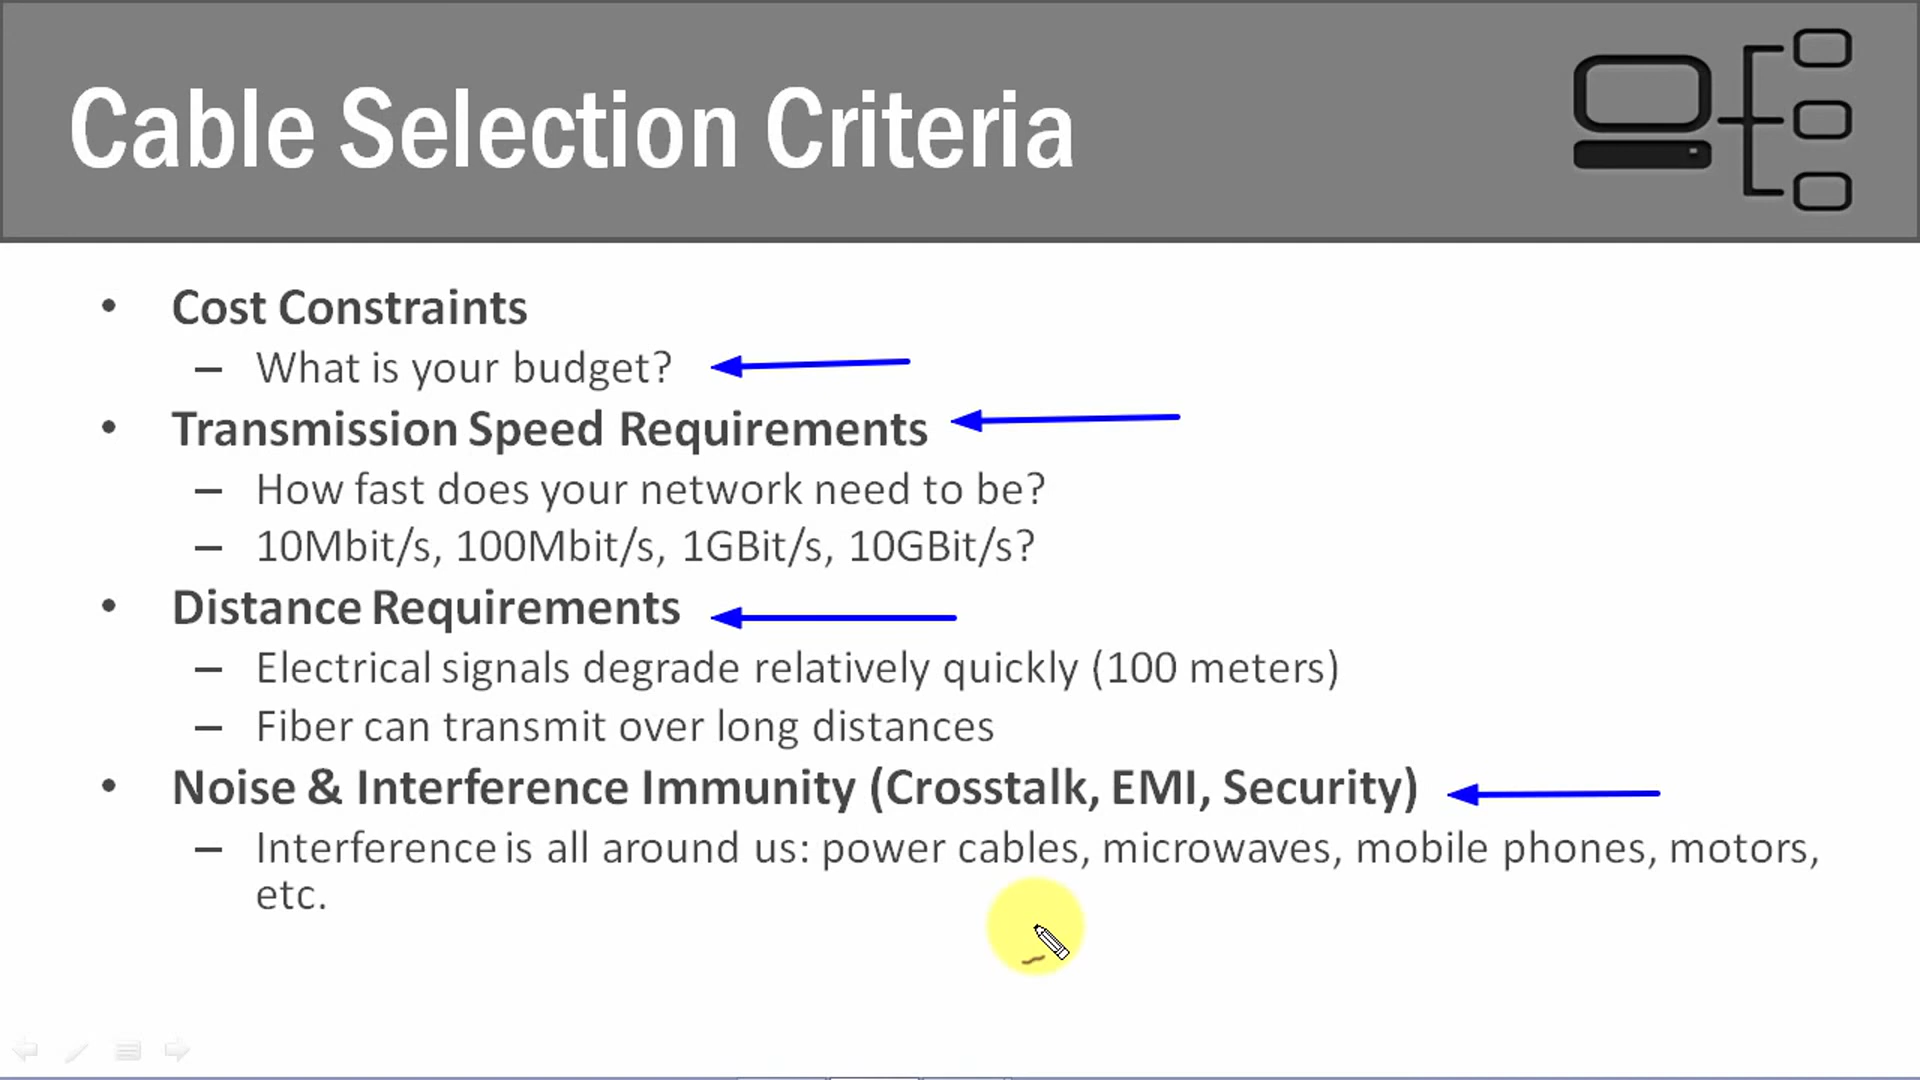 Cable Selection Criteria
• Cost Constraints
– What is your budget?
• Transmission Speed Requirements
– How fast does your network need to be?
– 10Mbit/s, 100Mbit/s, 1GBit/s, 10GBit/s?
• Distance Requirements
– Electrical signals degrade relatively quickly (100 meters)
– Fiber can transmit over long distances
• Noise & Interference Immunity (Crosstalk, EMI, Security)
– Interference is all around us: power cables, microwaves, mobile phones, motors,
etc.